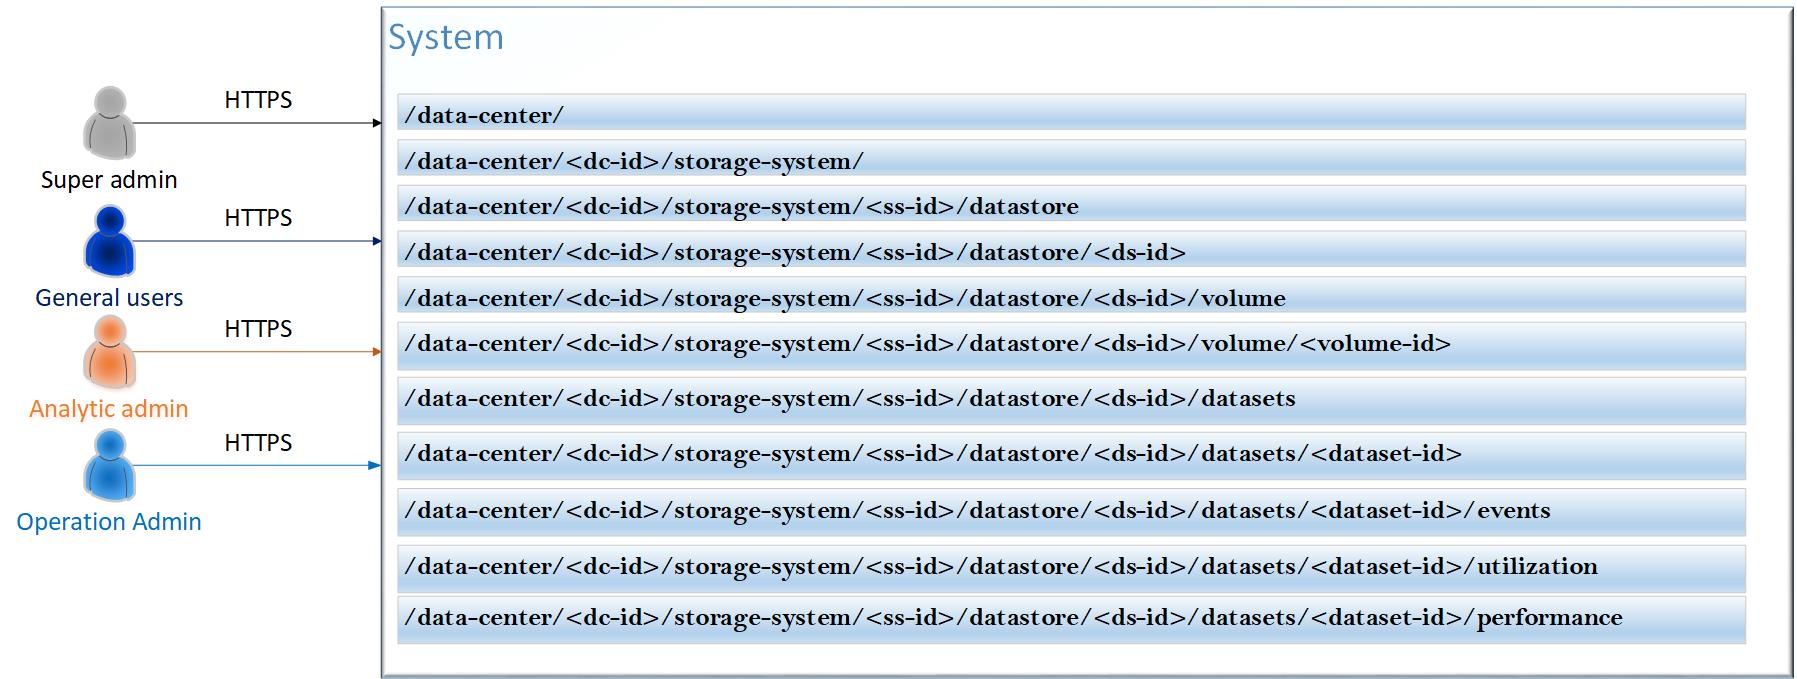 System
HTTPS
Super admin
HTTPS
General users
HTTPS
Analytic admin
HTTPS
Operation Admin
/data-center/
/data-center/<dc-id>/storage-system/
/data-center/<dc-id>/storage-system/<ss-id>/datastore
/data-center/<dc-id>/storage-system/<ss-id>/datastore/<ds-id>
/data-center/<dc-id>/storage-system/<ss-id>/datastore/<ds-id>/volume
/data-center/<dc-id>/storage-system/<ss-id>/datastore/<ds-id>/volume/<volume-id>
/data-center/<dc-id>/storage-system/<ss-id>/datastore/<ds-id>/datasets
/data-center/<dc-id>/storage-system/<ss-id>/datastore/<ds-id>/datasets/<dataset-id>
/data-center/<dc-id>/storage-system/<ss-id>/datastore/<ds-id>/datasets/<dataset-id>/events
/data-center/<dc-id>/storage-system/<ss-id>/datastore/<ds-id>/datasets/<dataset-id>/utilization
/data-center/<dc-id>/storage-system/<ss-id>/datastore/<ds-id>/datasets/<dataset-id>/performance